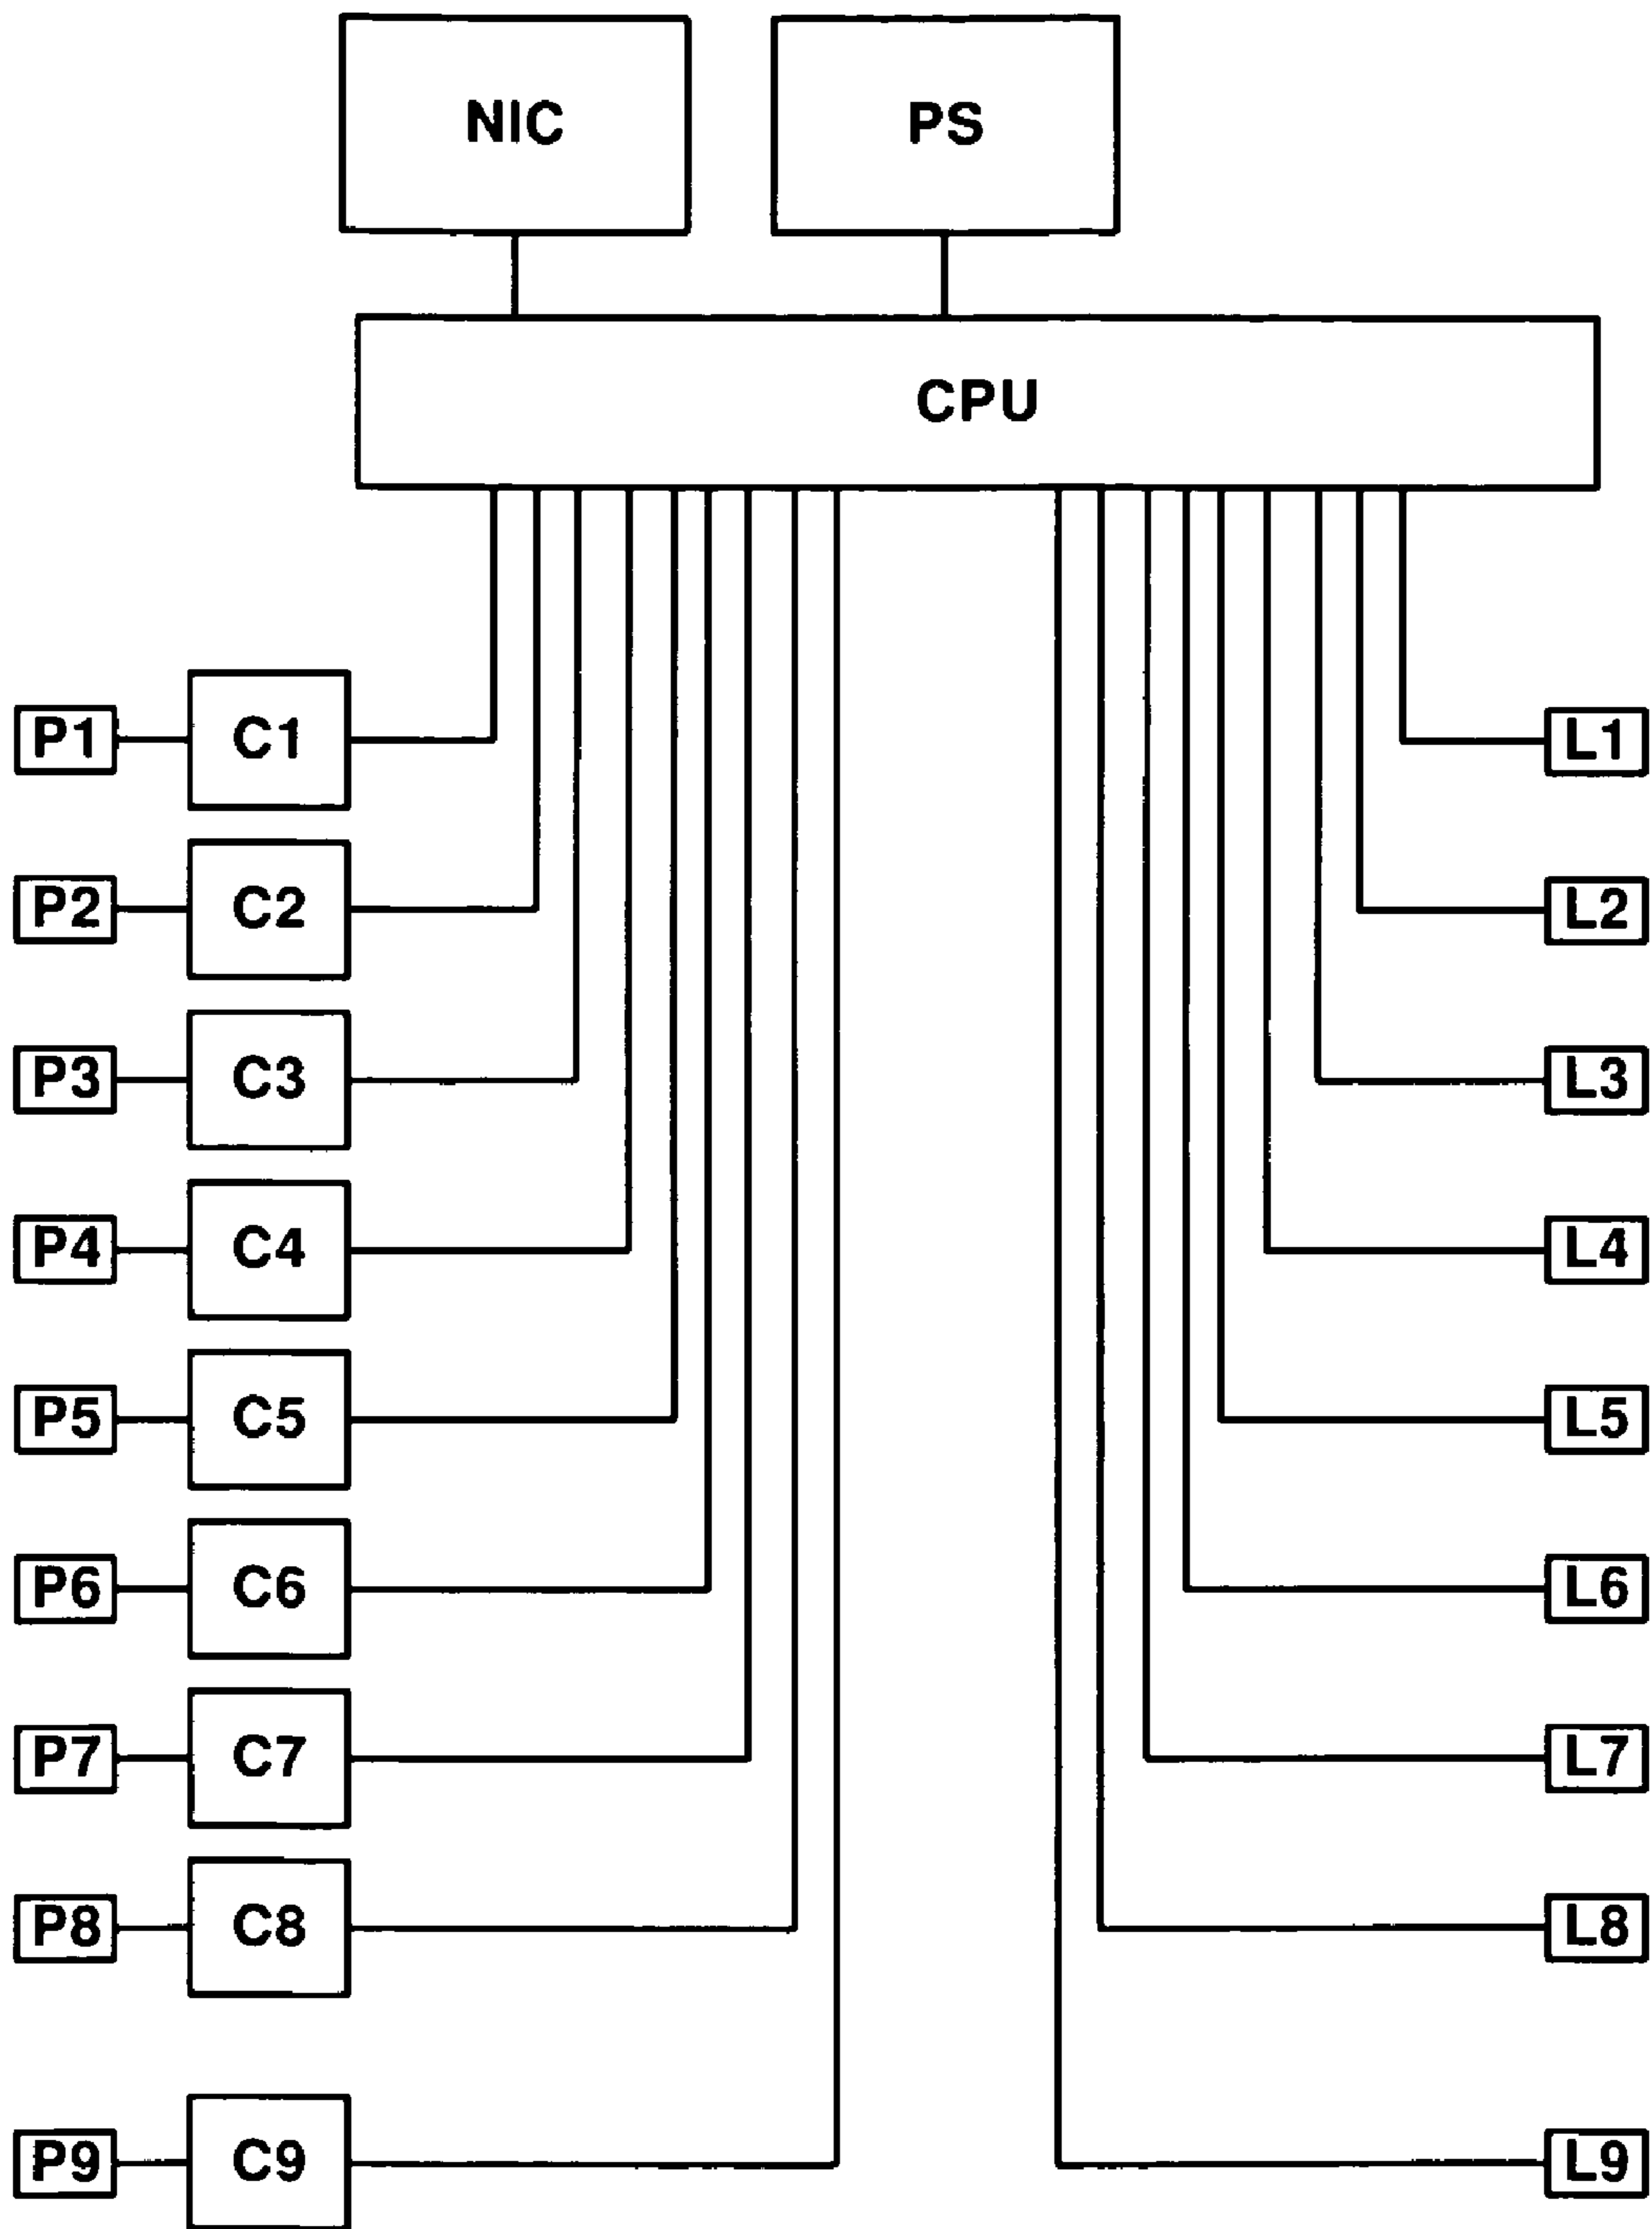 NIC PS
CPU
P1 C1 L1
P2 C2 L2
P3 C3 L3
P4 C4 L4
P5 C5 L5
P6 C6 L6
P7 C7 L7
P8 C8 L8
P9 C9 L9